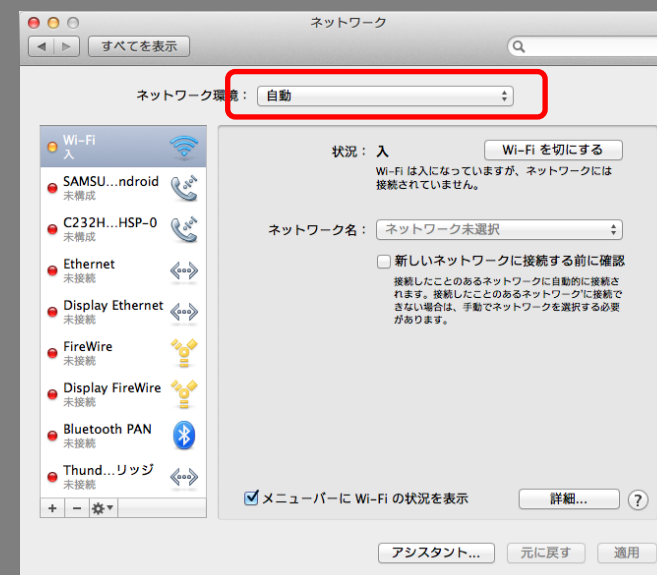 ネットワーク
すべてを表示
ネットワーク環境： 自動
Wi-Fi
入
SAMSU...ndroid
未構成
C232H...HSP-0
未構成
Ethernet
未接続
Display Ethernet
未接続
FireWire
未接続
Display FireWire
未接続
Bluetooth PAN
未接続
Thund...リッジ
未接続
状況： 入
Wi-Fi を切にする
Wi-Fi は入になっていますが、ネットワークには
接続されていません。
ネットワーク名： ネットワーク未選択
新しいネットワークに接続する前に確認
接続したことのあるネットワークに自動的に接続さ
れます。接続したことのあるネットワークに接続で
きない場合は、手動でネットワークを選択する必要
があります。
メニューバーに Wi-Fi の状況を表示
詳細...
?
アシスタント...
元に戻す
適用